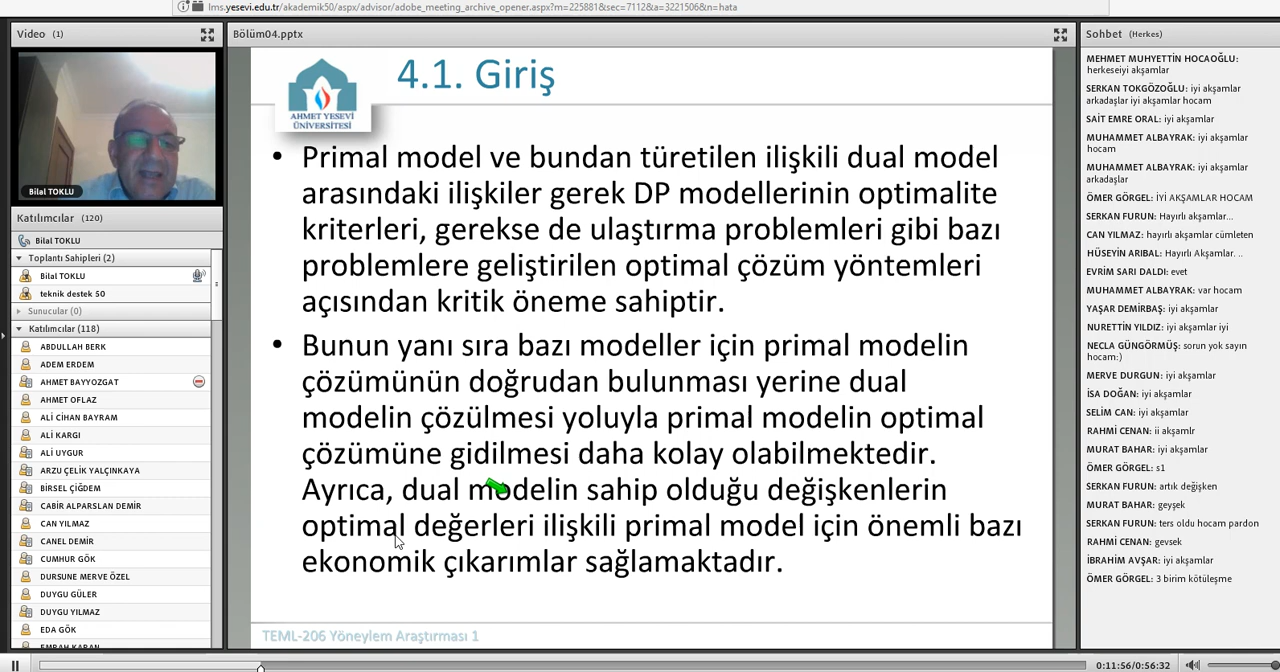 lms.yesevi.edu.tr/akademik50/aspx/advisor/adobe_meeting_archive_opener.aspx?m=225881&sec=7112&a=3221506&n=hata
Video (1)
Bilal TOKLU
Katılımcılar (120)
Bilal TOKLU
Toplantı Sahipleri (2)
Bilal TOKLU
teknik destek 50
Sunucular (0)
Katılımcılar (118)
ABDULLAH BERK
ADEM ERDEM
AHMET BAYYOZGAT
AHMET OFLAZ
ALİ CİHAN BAYRAM
ALİ KARGI
ALİ UYGUR
ARZU ÇELİK YALÇINKAYA
BİRSEL ÇİĞDEM
CABİR ALPARSLAN DEMİR
CAN YILMAZ
CANEL DEMİR
CUMHUR GÖK
DURSUNE MERVE ÖZEL
DUYGU GÜLER
DUYGU YILMAZ
EDA GÖK
EMRAH KARAN
Bölüm04.pptx
AHMET YESEVİ
ÜNİVERSİTESİ
4.1. Giriş
• Primal model ve bundan türetilen ilişkili dual model
arasındaki ilişkiler gerek DP modellerinin optimalite
kriterleri, gerekse de ulaştırma problemleri gibi bazı
problemlere geliştirilen optimal çözüm yöntemleri
açısından kritik öneme sahiptir.
• Bunun yanı sıra bazı modeller için primal modelin
çözümünün doğrudan bulunması yerine dual
modelin çözülmesi yoluyla primal modelin optimal
çözümüne gidilmesi daha kolay olabilmektedir.
Ayrıca, dual modelin sahip olduğu değişkenlerin
optimal değerleri ilişkili primal model için önemli bazı
ekonomik çıkarımlar sağlamaktadır.
TEML-206 Yöneylem Araştırması 1
Sohbet (Herkes)
MEHMET MUHYETTİN HOCAOĞLU:
herkeseiyi akşamlar
SERKAN TOKGÖZOĞLU: iyi akşamlar
arkadaşlar iyi akşamlar hocam
SAİT EMRE ORAL: iyi akşamlar
MUHAMMET ALBAYRAK: iyi akşamlar
hocam
MUHAMMET ALBAYRAK: iyi akşamlar
arkadaşlar
ÖMER GÖRGEL: İYİ AKŞAMLAR HOCAM
SERKAN FURUN: Hayırlı akşamlar...
CAN YILMAZ: hayırlı akşamlar cümleten
HÜSEYİN ARIBAL: Hayırlı Akşamlar. ..
EVRİM SARI DALDI: evet
MUHAMMET ALBAYRAK: var hocam
YAŞAR DEMİRBAŞ: iyi akşamlar
NURETTİN YILDIZ: iyi akşamlar iyi
NECLA GÜNGÖRMÜŞ: sorun yok sayın
hocam:)
MERVE DURGUN: iyi akşamlar
İSA DOĞAN: iyi akşamlar
SELİM CAN: iyi akşamlar
RAHMİ CENAN: ii akşamlr
MURAT BAHAR: iyi akşamlar
ÖMER GÖRGEL: s1
SERKAN FURUN: artık değişken
MURAT BAHAR: geyşek
SERKAN FURUN: ters oldu hocam pardon
RAHMİ CENAN: gevsek
İBRAHİM AVŞAR: iyi akşamlar
ÖMER GÖRGEL: 3 birim kötüleşme
0:11:56/0:56:32